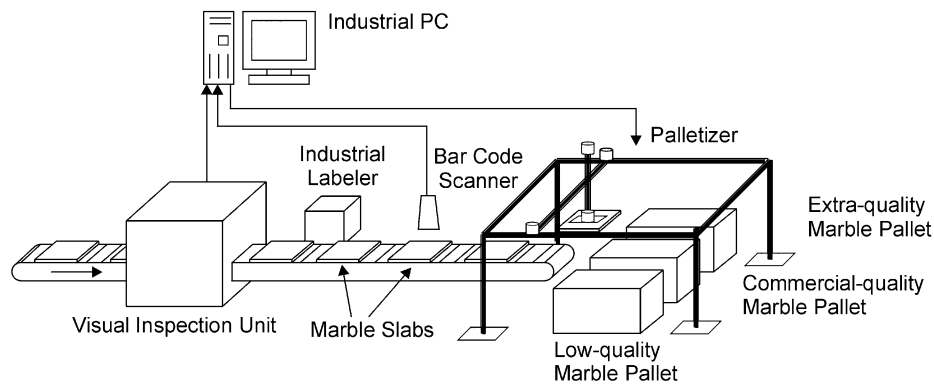 Industrial PC
Palletizer
Industrial
Labeler
Bar Code
Scanner
Extra-quality
Marble Pallet
Commercial-quality
Marble Pallet
Visual Inspection Unit
Marble Slabs
Low-quality
Marble Pallet